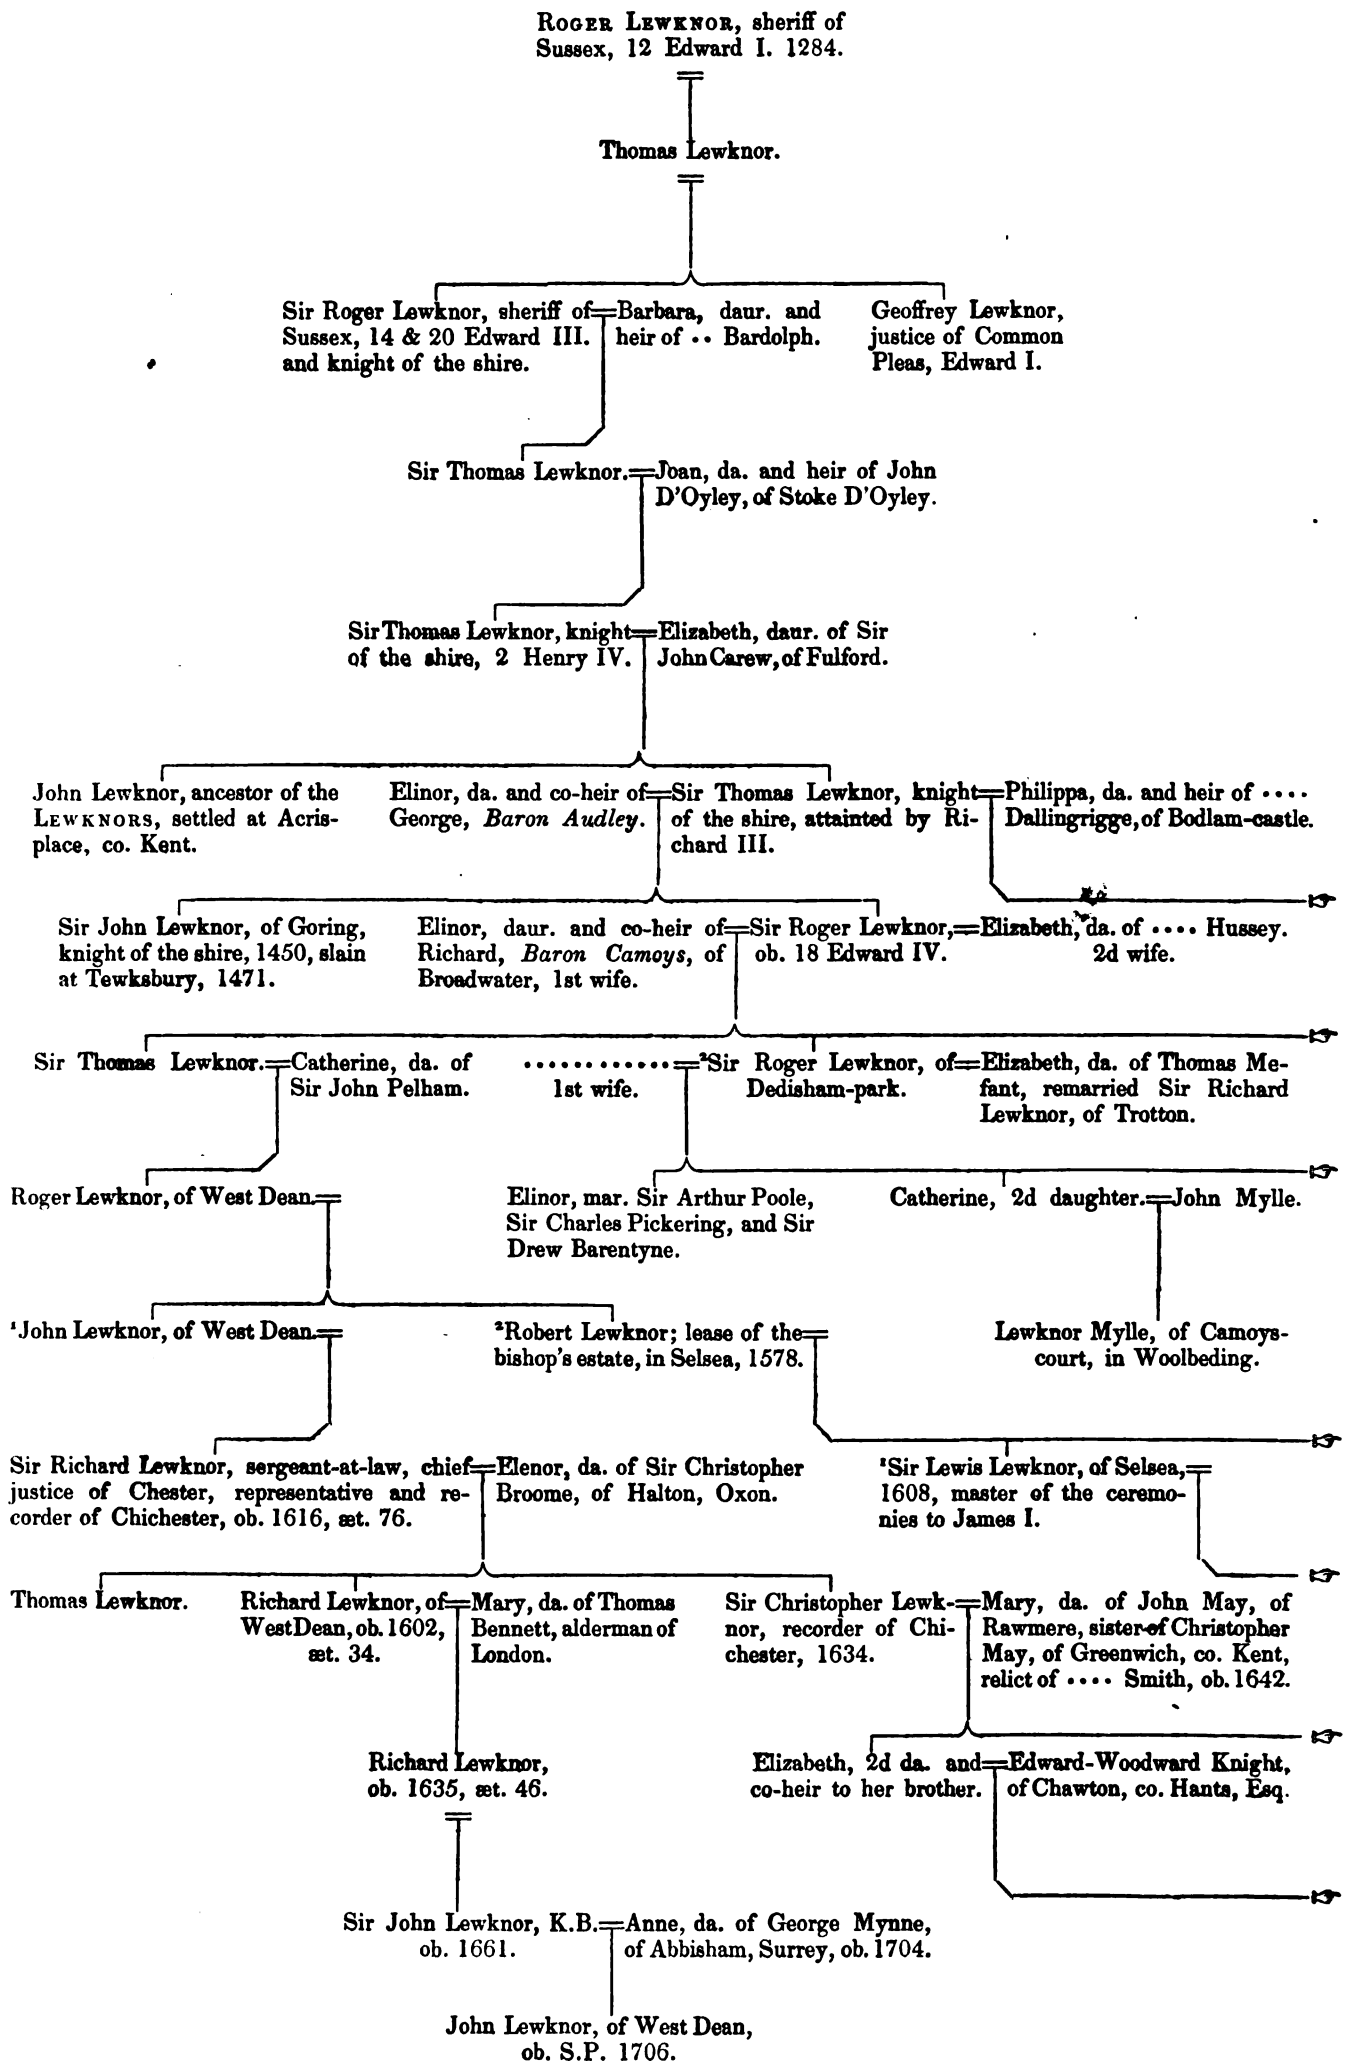 ROGER LEWKNOR, sheriff of
Sussex, 12 Edward I. 1284.
Thomas Lewknor.
Sir Roger Lewknor, sheriff of
Sussex, 14 & 20 Edward III.
and knight of the shire.
Barbara, daur. and
heir of •• Bardolph.
Geoffrey Lewknor,
justice of Common
Pleas, Edward I.
Sir Thomas Lewknor.
Joan, da. and heir of John
D'Oyley, of Stoke D'Oyley.
Sir Thomas Lewknor, knight
of the shire, 2 Henry IV.
Elizabeth, daur. of Sir
John Carew, of Fulford.
John Lewknor, ancestor of the
LEWKNORS, settled at Acris-
place, co. Kent.
Elinor, da. and co-heir of
George, Baron Audley.
Sir Thomas Lewknor, knight
of the shire, attainted by Ri-
chard III.
Philippa, da. and heir of ••••
Dallingrigge, of Bodlam-castle.
Sir John Lewknor, of Goring,
knight of the shire, 1450, slain
at Tewksbury, 1471.
Elinor, daur. and co-heir of
Richard, Baron Camoys, of
Broadwater, 1st wife.
Sir Roger Lewknor,
ob. 18 Edward IV.
Elizabeth, da. of •••• Hussey.
2d wife.
Sir Thomas Lewknor.
Catherine, da. of
Sir John Pelham.
••••••••••••
1st wife.
²Sir Roger Lewknor, of
Dedisham-park.
Elizabeth, da. of Thomas Me-
fant, remarried Sir Richard
Lewknor, of Trotton.
Roger Lewknor, of West Dean.
Elinor, mar. Sir Arthur Poole,
Sir Charles Pickering, and Sir
Drew Barentyne.
Catherine, 2d daughter.
John Mylle.
¹John Lewknor, of West Dean.
²Robert Lewknor; lease of the
bishop's estate, in Selsea, 1578.
Lewknor Mylle, of Camoys-
court, in Woolbeding.
Sir Richard Lewknor, sergeant-at-law, chief
justice of Chester, representative and re-
corder of Chichester, ob. 1616, æt. 76.
Elenor, da. of Sir Christopher
Broome, of Halton, Oxon.
²Sir Lewis Lewknor, of Selsea,
1608, master of the ceremo-
nies to James I.
Thomas Lewknor.
Richard Lewknor, of
West Dean, ob. 1602,
æt. 34.
Mary, da. of Thomas
Bennett, alderman of
London.
Sir Christopher Lewk-
nor, recorder of Chi-
chester, 1634.
Mary, da. of John May, of
Rawmere, sister of Christopher
May, of Greenwich, co. Kent,
relict of •••• Smith, ob. 1642.
Richard Lewknor,
ob. 1635, æt. 46.
Elizabeth, 2d da. and
co-heir to her brother.
Edward-Woodward Knight,
of Chawton, co. Hants, Esq.
Sir John Lewknor, K.B.
ob. 1661.
Anne, da. of George Mynne,
of Abbisham, Surrey, ob. 1704.
John Lewknor, of West Dean,
ob. S.P. 1706.